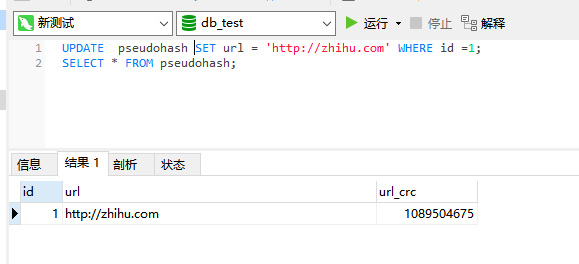 新测试 db_test 运行 停止 解释
1 UPDATE pseudohash SET url = 'http://zhihu.com' WHERE id =1;
2 SELECT * FROM pseudohash;
信息 结果 1 剖析 状态
id url url_crc
1 http://zhihu.com 1089504675